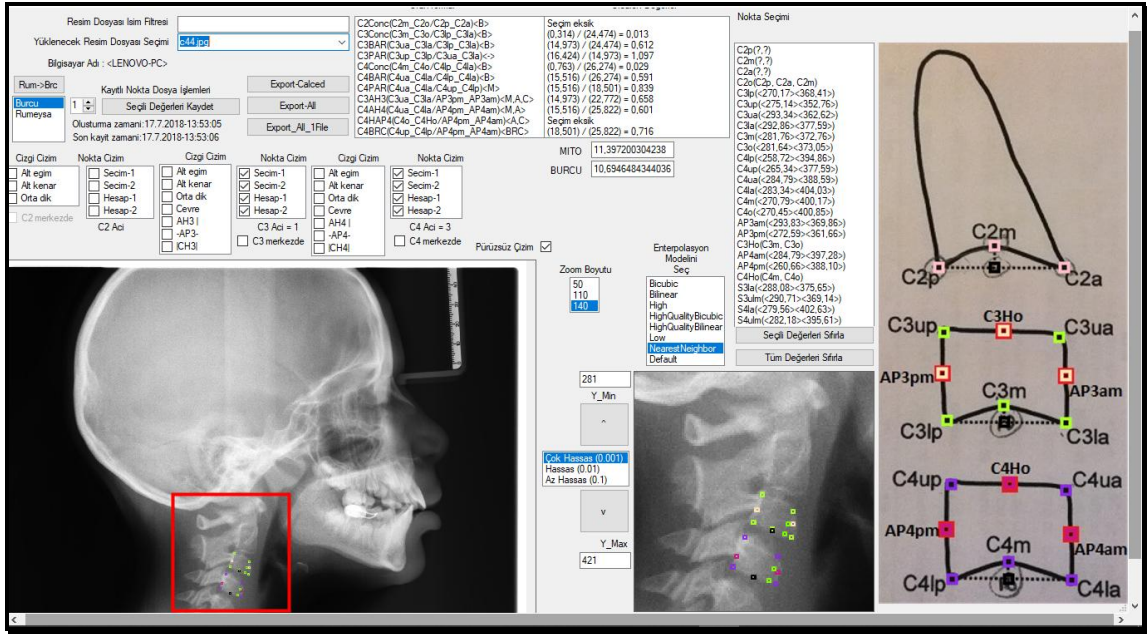 Resim Dosyası Isim Filtresi
Yüklenecek Resim Dosyası Seçimi
c44.jpg
Bilgisayar Adı : <LENOVO-PC>
Rum->Brc
Kayıtlı Nokta Dosya İşlemleri
Burcu
Rumeysa
1
Seçili Değerleri Kaydet
Olustuma zamani:17.7.2018-13:53:05
Son kayit zamani:17.7.2018-13:53:06
Export-Calced
Export-All
Export_All_1File
C2Conc(C2m_C2o/C2p_C2a)<B>
C3Conc(C3m_C3o/C3lp_C3la)<B>
C3BAR(C3ua_C3la/C3lp_C3la)<B>
C3PAR(C3up_C3lp/C3ua_C3la)<->
C4Conc(C4m_C4o/C4lp_C4la)<B>
C4BAR(C4ua_C4la/C4lp_C4la)<B>
C4PAR(C4up_C4lp/C4ua_C4lp)<M>
C3AH3(C3ua_C3la/AP3pm_AP3am)<M,A,C>
C4AH4(C4ua_C4la/AP4pm_AP4am)<M,A>
C4HAP4(C4o_C4Ho/AP4pm_AP4am)<A,C>
C4BRC(C4up_C4lp/AP4pm_AP4am)<BRC>
Seçim eksik
(0,314) / (24,474) = 0,013
(14,973) / (24,474) = 0,612
(16,424) / (14,973) = 1,097
(0,763) / (26,274) = 0,029
(15,516) / (26,274) = 0,591
(15,516) / (18,501) = 0,839
(14,973) / (22,772) = 0,658
(15,516) / (25,822) = 0,601
Seçim eksik
(18,501) / (25,822) = 0,716
MITO
11,397200304238
BURCU
10,6946484344036
Cizgi Cizim
Nokta Cizim
Cizgi Cizim
Nokta Cizim
Cizgi Cizim
Nokta Cizim
Alt egim
Alt kenar
Orta dik
C2 merkezde
Secim-1
Secim-2
Hesap-1
Hesap-2
C2 Aci
Alt egim
Alt kenar
Orta dik
Cevre
AH3 |
-AP3-
|CH3|
Secim-1
Secim-2
Hesap-1
Hesap-2
C3 Aci = 1
C3 merkezde
Alt egim
Alt kenar
Orta dik
Cevre
AH4 |
-AP4-
|CH4|
Secim-1
Secim-2
Hesap-1
Hesap-2
C4 Aci = 3
C4 merkezde
Pürüzsüz Çizim
Zoom Boyutu
50
110
140
Enterpolasyon
Modelini
Seç
Bicubic
Bilinear
High
HighQualityBicubic
HighQualityBilinear
Low
NearestNeighbor
Default
281
Y_Min
^
Çok Hassas (0.001)
Hassas (0.01)
Az Hassas (0.1)
v
Y_Max
421
Nokta Seçimi
C2p(?,?)
C2m(?,?)
C2a(?,?)
C2o(C2p, C2a, C2m)
C3lp(<270,17><368,41>)
C3up(<275,14><352,76>)
C3ua(<293,34><362,62>)
C3la(<292,86><377,59>)
C3m(<281,76><372,76>)
C3o(<281,64><373,05>)
C4lp(<258,72><394,86>)
C4up(<265,34><377,59>)
C4ua(<284,79><388,59>)
C4la(<283,34><404,03>)
C4m(<270,79><400,17>)
C4o(<270,45><400,85>)
AP3am(<293,83><369,86>)
AP3pm(<272,59><361,66>)
C3Ho(C3m, C3o)
AP4am(<284,79><397,28>)
AP4pm(<260,66><388,10>)
C4Ho(C4m, C4o)
S3la(<288,08><375,65>)
S3ulm(<290,71><369,14>)
S4la(<279,56><402,63>)
S4ulm(<282,18><395,61>)
Seçili Değerleri Sıfırla
Tüm Değerleri Sıfırla
C2m
C2p
C2a
C3up
C3Ho
C3ua
AP3pm
C3m
AP3am
C3lp
C3la
C4up
C4Ho
C4ua
AP4pm
C4m
AP4am
C4lp
C4la